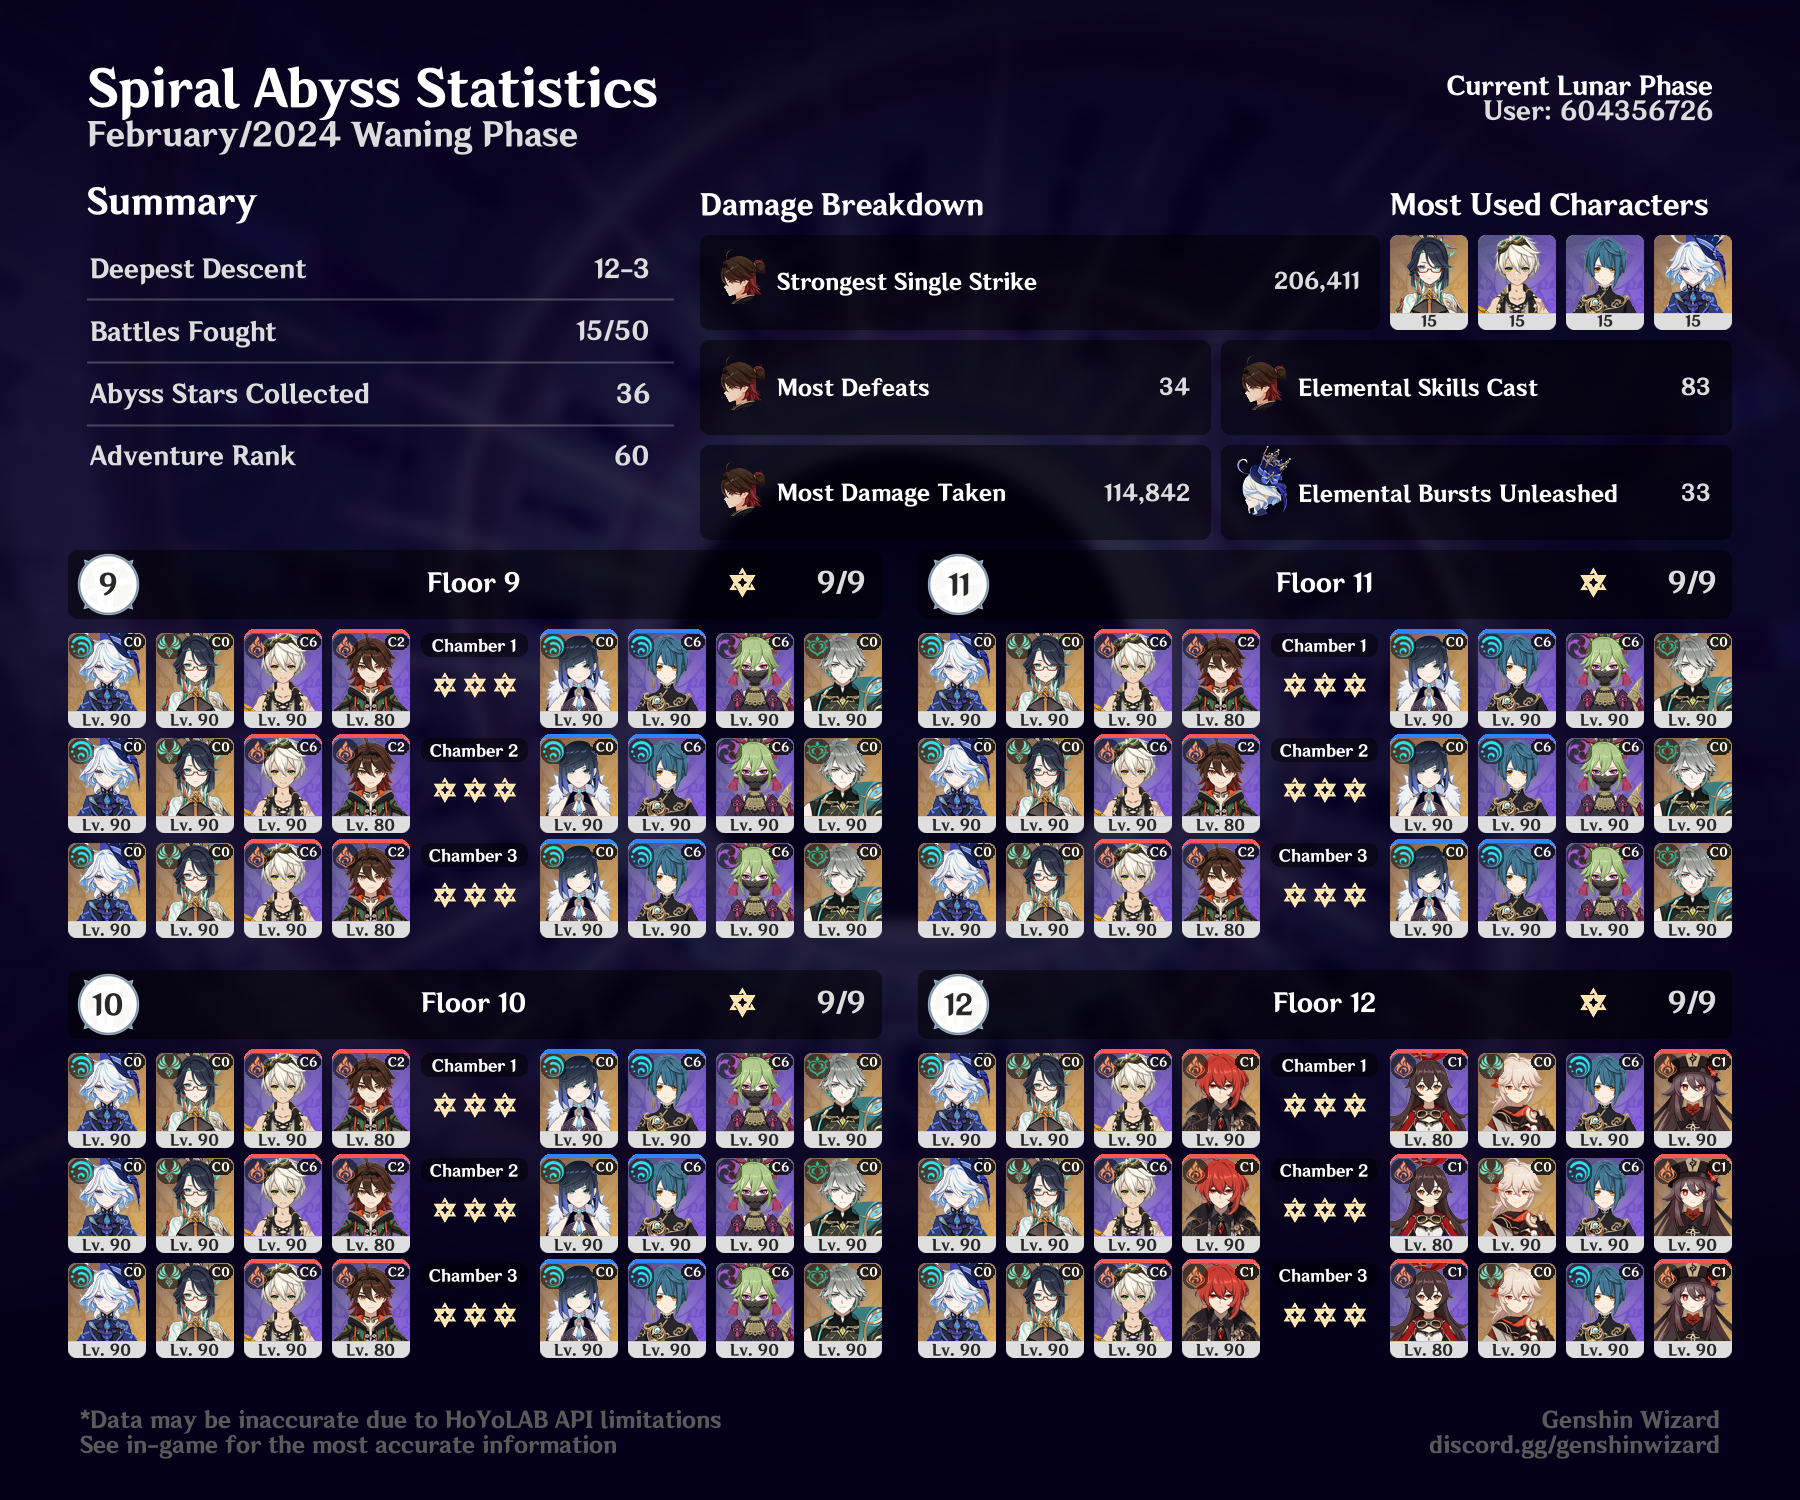 Spiral Abyss Statistics
February/2024 Waning Phase
Current Lunar Phase
User: 604356726
Summary
Deepest Descent 12-3
Battles Fought 15/50
Abyss Stars Collected 36
Adventure Rank 60
Damage Breakdown
Strongest Single Strike 206,411
Most Defeats 34
Elemental Skills Cast 83
Most Damage Taken 114,842
Elemental Bursts Unleashed 33
Most Used Characters
15 15 15 15
9 Floor 9 9/9
C0 C0 C6 C2 Chamber 1 C0 C6 C6 C0
Lv. 90 Lv. 90 Lv. 90 Lv. 80 Lv. 90 Lv. 90 Lv. 90 Lv. 90
C0 C0 C6 C2 Chamber 2 C0 C6 C6 C0
Lv. 90 Lv. 90 Lv. 90 Lv. 80 Lv. 90 Lv. 90 Lv. 90 Lv. 90
C0 C0 C6 C2 Chamber 3 C0 C6 C6 C0
Lv. 90 Lv. 90 Lv. 90 Lv. 80 Lv. 90 Lv. 90 Lv. 90 Lv. 90
11 Floor 11 9/9
C0 C0 C6 C2 Chamber 1 C0 C6 C6 C0
Lv. 90 Lv. 90 Lv. 90 Lv. 80 Lv. 90 Lv. 90 Lv. 90 Lv. 90
C0 C0 C6 C2 Chamber 2 C0 C6 C6 C0
Lv. 90 Lv. 90 Lv. 90 Lv. 80 Lv. 90 Lv. 90 Lv. 90 Lv. 90
C0 C0 C6 C2 Chamber 3 C0 C6 C6 C0
Lv. 90 Lv. 90 Lv. 90 Lv. 80 Lv. 90 Lv. 90 Lv. 90 Lv. 90
10 Floor 10 9/9
C0 C0 C6 C2 Chamber 1 C0 C6 C6 C0
Lv. 90 Lv. 90 Lv. 90 Lv. 80 Lv. 90 Lv. 90 Lv. 90 Lv. 90
C0 C0 C6 C2 Chamber 2 C0 C6 C6 C0
Lv. 90 Lv. 90 Lv. 90 Lv. 80 Lv. 90 Lv. 90 Lv. 90 Lv. 90
C0 C0 C6 C2 Chamber 3 C0 C6 C6 C0
Lv. 90 Lv. 90 Lv. 90 Lv. 80 Lv. 90 Lv. 90 Lv. 90 Lv. 90
12 Floor 12 9/9
C0 C0 C6 C1 Chamber 1 C1 C0 C6 C1
Lv. 90 Lv. 90 Lv. 90 Lv. 90 Lv. 80 Lv. 90 Lv. 90 Lv. 90
C0 C0 C6 C1 Chamber 2 C1 C0 C6 C1
Lv. 90 Lv. 90 Lv. 90 Lv. 90 Lv. 80 Lv. 90 Lv. 90 Lv. 90
C0 C0 C6 C1 Chamber 3 C1 C0 C6 C1
Lv. 90 Lv. 90 Lv. 90 Lv. 90 Lv. 80 Lv. 90 Lv. 90 Lv. 90
*Data may be inaccurate due to HoYoLAB API limitations
See in-game for the most accurate information
Genshin Wizard
discord.gg/genshinwizard